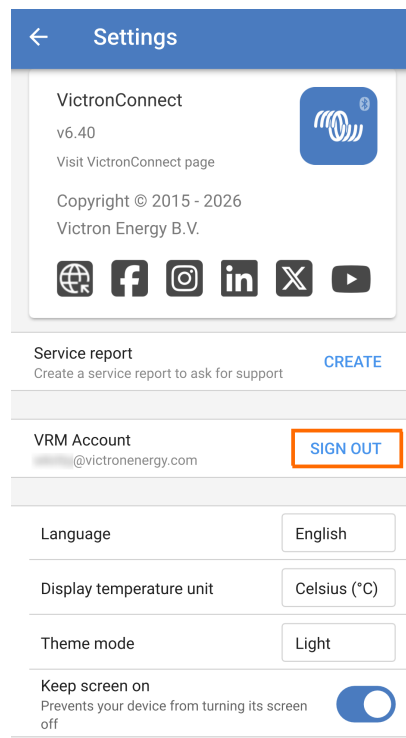 Settings
VictronConnect
v6.40
Visit VictronConnect page
Copyright © 2015 - 2026
Victron Energy B.V.
Service report
Create a service report to ask for support
CREATE
VRM Account
@victronenergy.com
SIGN OUT
Language
English
Display temperature unit
Celsius (°C)
Theme mode
Light
Keep screen on
Prevents your device from turning its screen
off